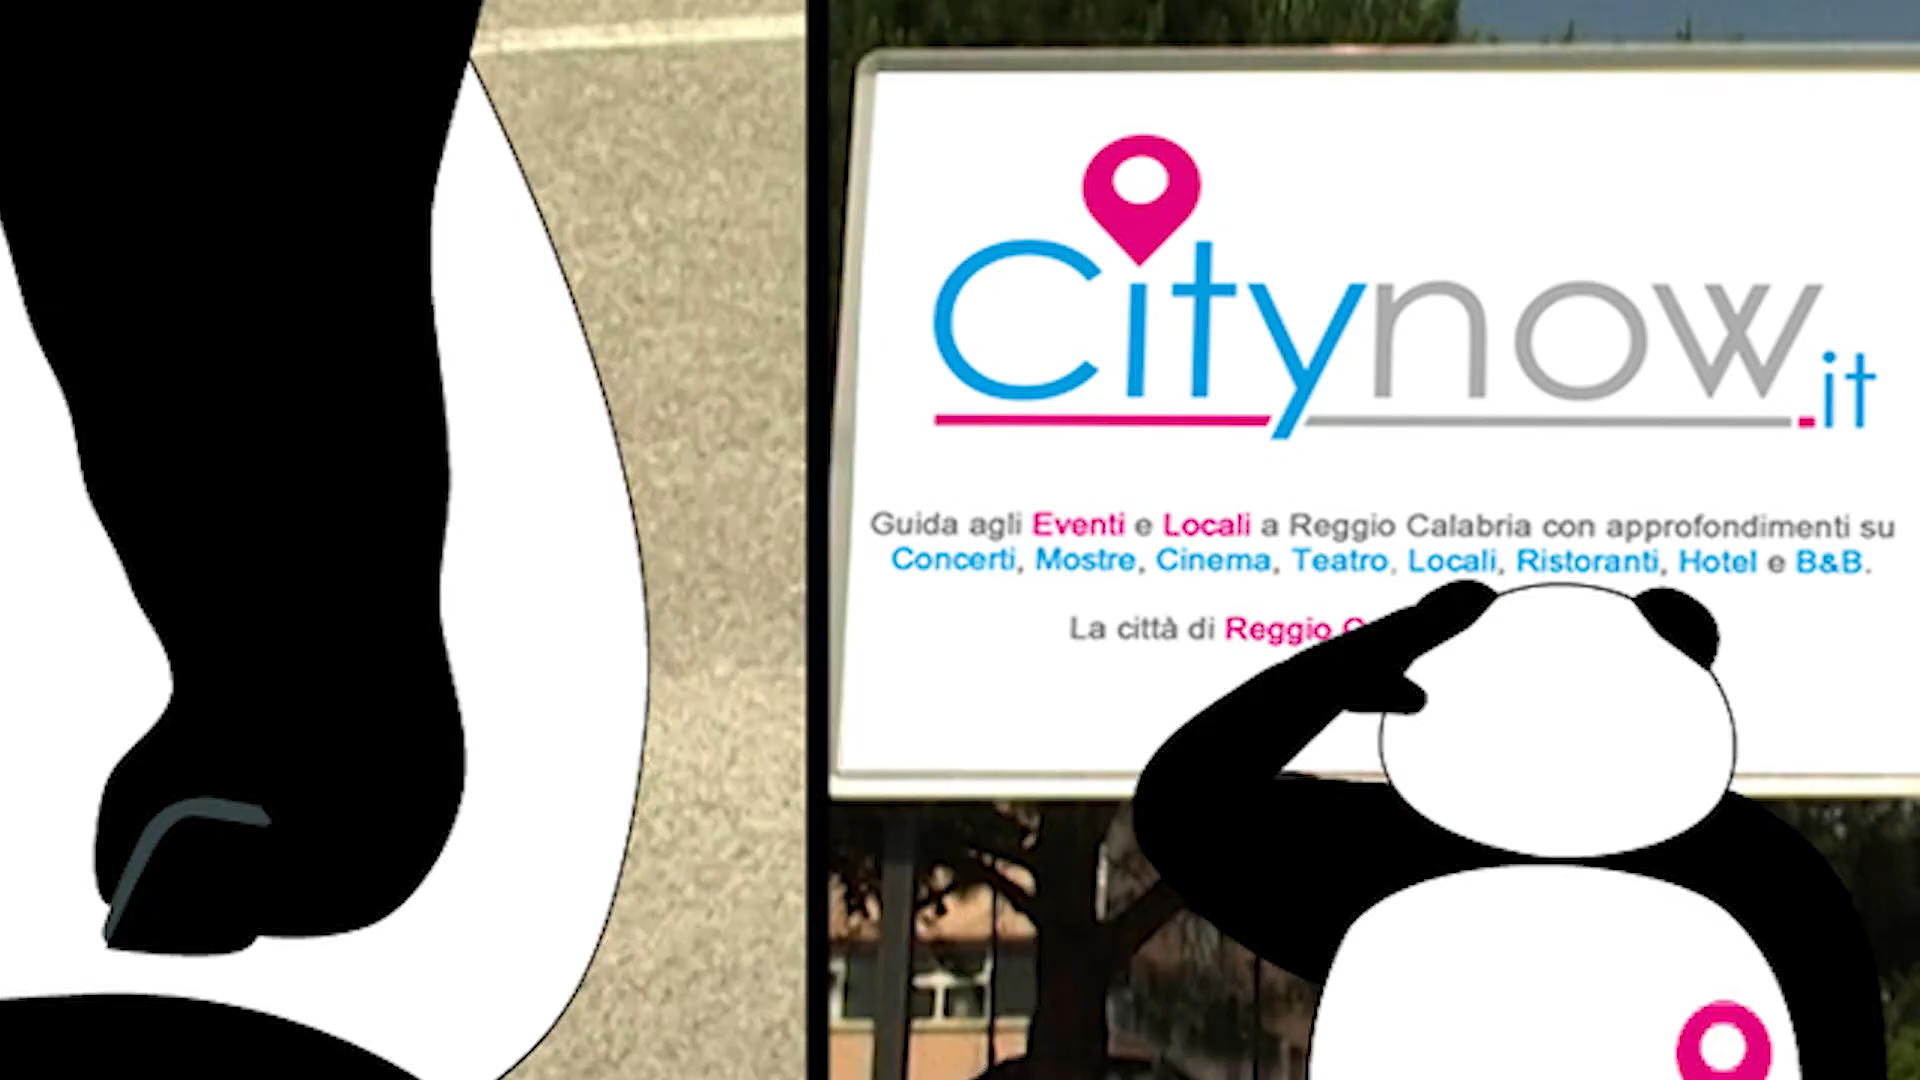 Citynow.it
Guida agli Eventi e Locali a Reggio Calabria con approfondimenti su
Concerti, Mostre, Cinema, Teatro, Locali, Ristoranti, Hotel e B&B.
La città di Reggio